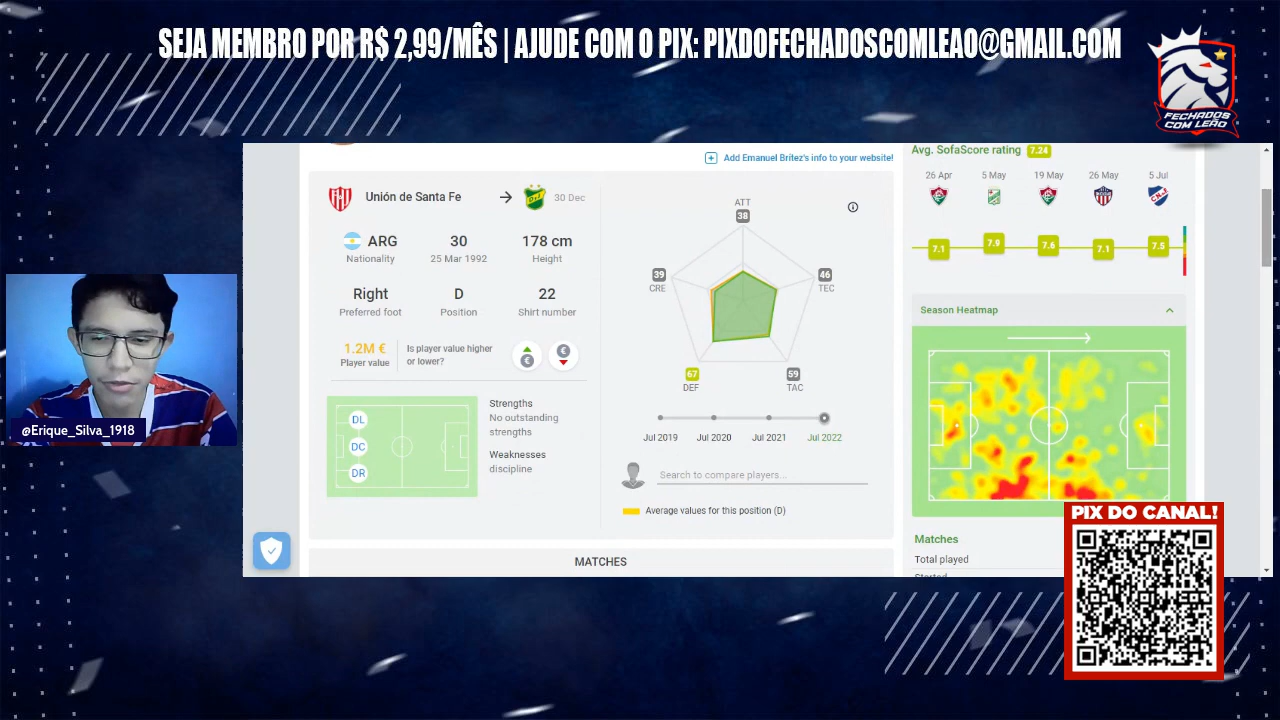 SEJA MEMBRO POR R$ 2,99/MÊS | AJUDE COM O PIX: PIXDOFECHADOSCOMLEAO@GMAIL.COM
FECHADOS
COM LEÃO
Add Emanuel Brítez's info to your website!
Unión de Santa Fe
30 Dec
ARG
Nationality
30
25 Mar 1992
178 cm
Height
Right
Preferred foot
D
Position
22
Shirt number
1.2M €
Player value
Is player value higher
or lower?
DL
DC
DR
Strengths
No outstanding
strengths
Weaknesses
discipline
ATT
38
39
CRE
46
TEC
67
DEF
59
TAC
Jul 2019
Jul 2020
Jul 2021
Jul 2022
Search to compare players...
Average values for this position (D)
MATCHES
Avg. SofaScore rating 7.24
26 Apr
5 May
19 May
26 May
5 Jul
7.1
7.9
7.6
7.1
7.5
Season Heatmap
Matches
Total played
Started
@Erique_Silva_1918
PIX DO CANAL!